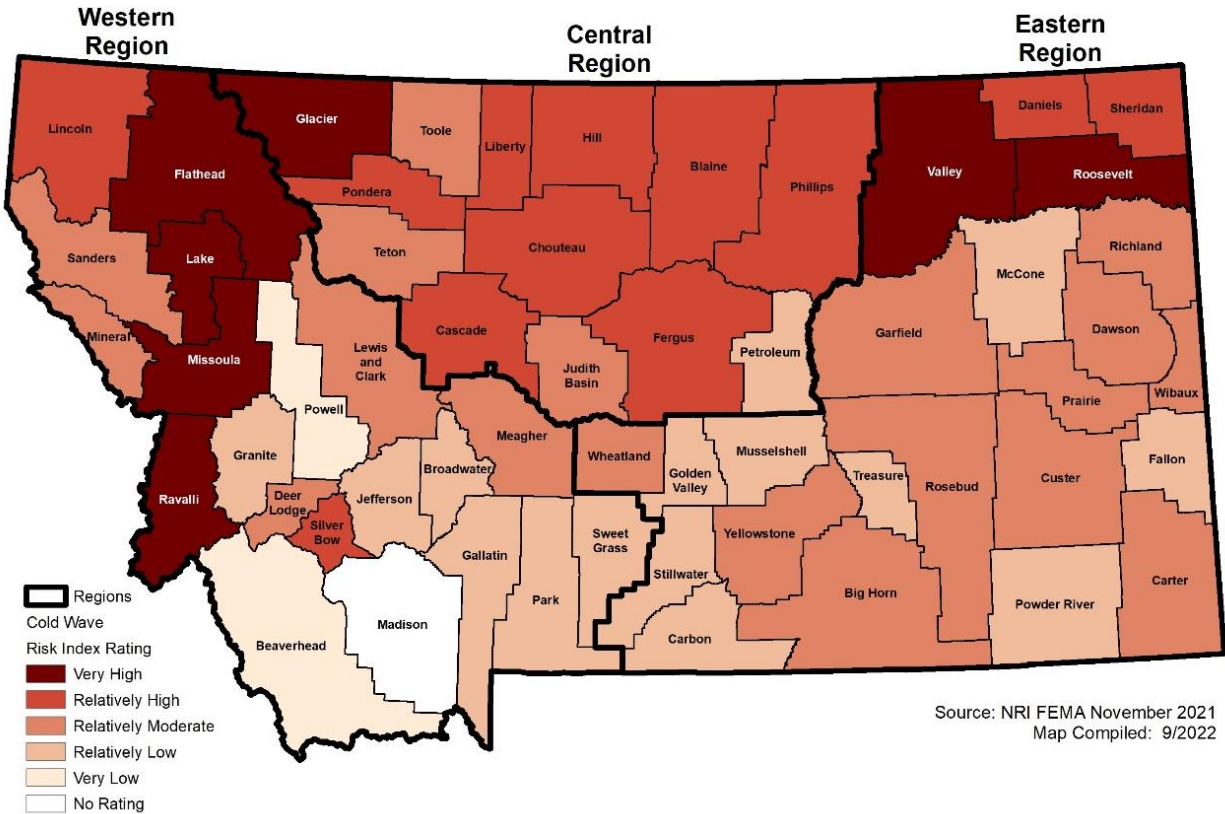 Western
Region
Central
Region
Eastern
Region
Lincoln
Flathead
Glacier
Toole
Liberty
Hill
Blaine
Phillips
Valley
Daniels
Sheridan
Roosevelt
Pondera
Sanders
Lake
Teton
Chouteau
McCone
Richland
Mineral
Missoula
Lewis
and
Clark
Cascade
Judith
Basin
Fergus
Petroleum
Garfield
Dawson
Powell
Prairie
Wibaux
Granite
Meagher
Wheatland
Golden
Valley
Musselshell
Treasure
Rosebud
Custer
Fallon
Ravalli
Deer
Lodge
Silver
Bow
Jefferson
Broadwater
Gallatin
Sweet
Grass
Yellowstone
Stillwater
Park
Big Horn
Powder River
Carter
Beaverhead
Madison
Carbon
Regions
Cold Wave
Risk Index Rating
Very High
Relatively High
Relatively Moderate
Relatively Low
Very Low
No Rating
Source: NRI FEMA November 2021
Map Compiled: 9/2022